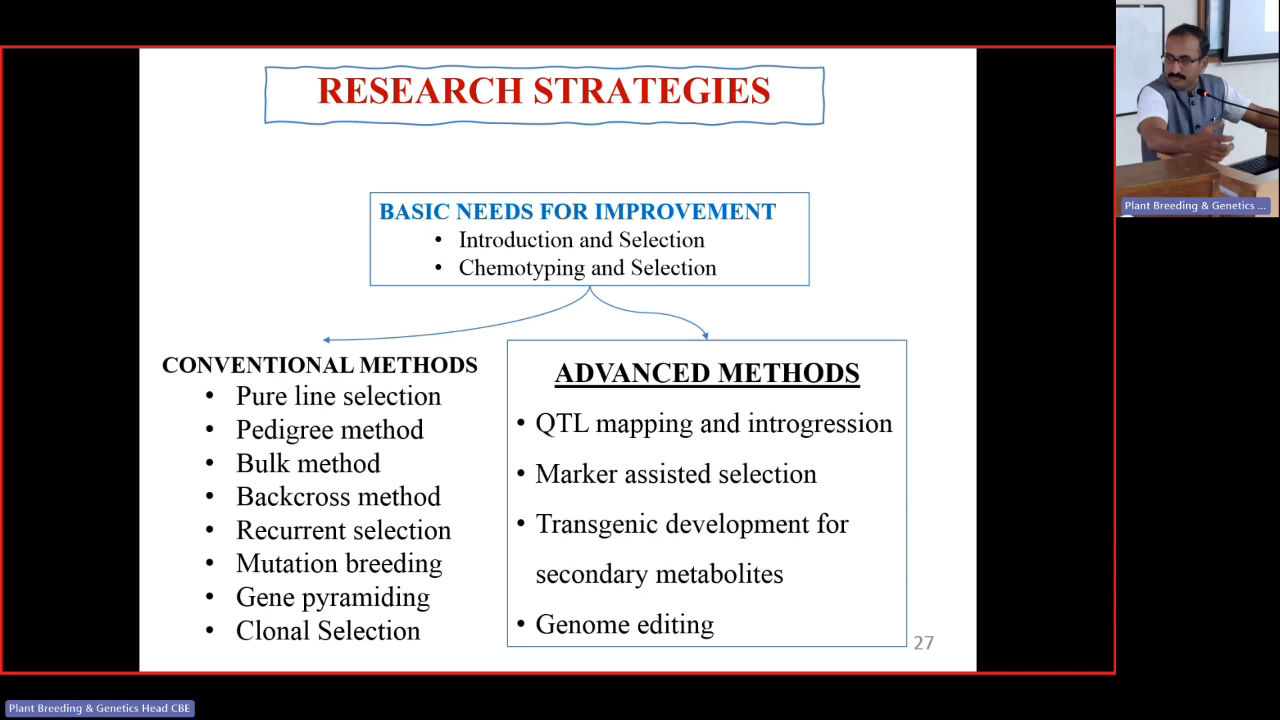 RESEARCH STRATEGIES
BASIC NEEDS FOR IMPROVEMENT
• Introduction and Selection
• Chemotyping and Selection
CONVENTIONAL METHODS
• Pure line selection
• Pedigree method
• Bulk method
• Backcross method
• Recurrent selection
• Mutation breeding
• Gene pyramiding
• Clonal Selection
ADVANCED METHODS
• QTL mapping and introgression
• Marker assisted selection
• Transgenic development for
secondary metabolites
• Genome editing
27
Plant Breeding & Genetics ...
Plant Breeding & Genetics Head CBE